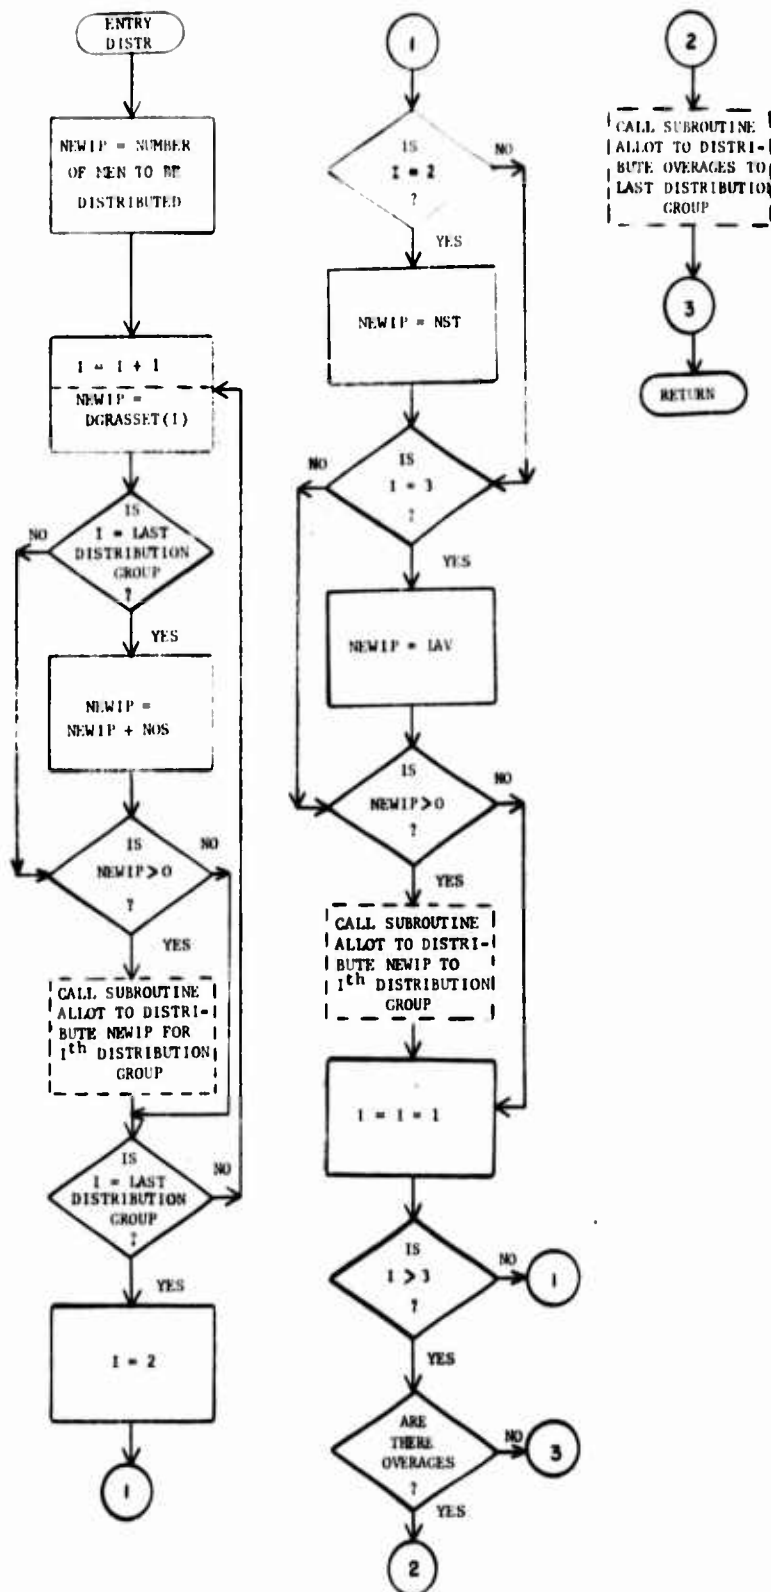 ENTRY
DISTR
NEWIP = NUMBER
OF MEN TO BE
DISTRIBUTED
I = I + 1
NEWIP =
DGRASSET(I)
IS
I = LAST
DISTRIBUTION
GROUP
?
NO
YES
NEWIP =
NEWIP + NOS
IS
NEWIP > 0
?
NO
YES
CALL SUBROUTINE
ALLOT TO DISTRI-
BUTE NEWIP FOR
Ith DISTRIBUTION
GROUP
IS
I = LAST
DISTRIBUTION
GROUP
?
NO
YES
I = 2
1
1
IS
I = 2
?
NO
YES
NEWIP = NST
IS
I = 3
?
NO
YES
NEWIP = IAV
IS
NEWIP > 0
?
NO
YES
CALL SUBROUTINE
ALLOT TO DISTRI-
BUTE NEWIP TO
Ith DISTRIBUTION
GROUP
I = I = 1
IS
I > 3
?
NO
1
YES
ARE
THERE
OVERAGES
?
NO
3
YES
2
2
CALL SUBROUTINE
ALLOT TO DISTRI-
BUTE OVERAGES TO
LAST DISTRIBUTION
GROUP
3
RETURN